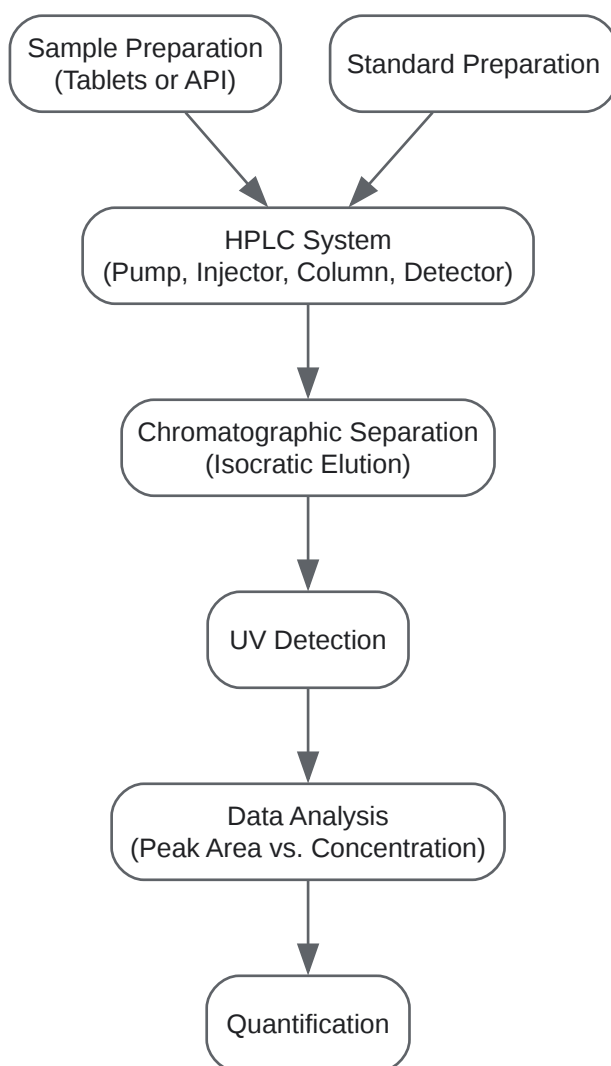 Sample Preparation
(Tablets or API)
Standard Preparation
HPLC System
(Pump, Injector, Column, Detector)
Chromatographic Separation
(Isocratic Elution)
UV Detection
Data Analysis
(Peak Area vs. Concentration)
Quantification